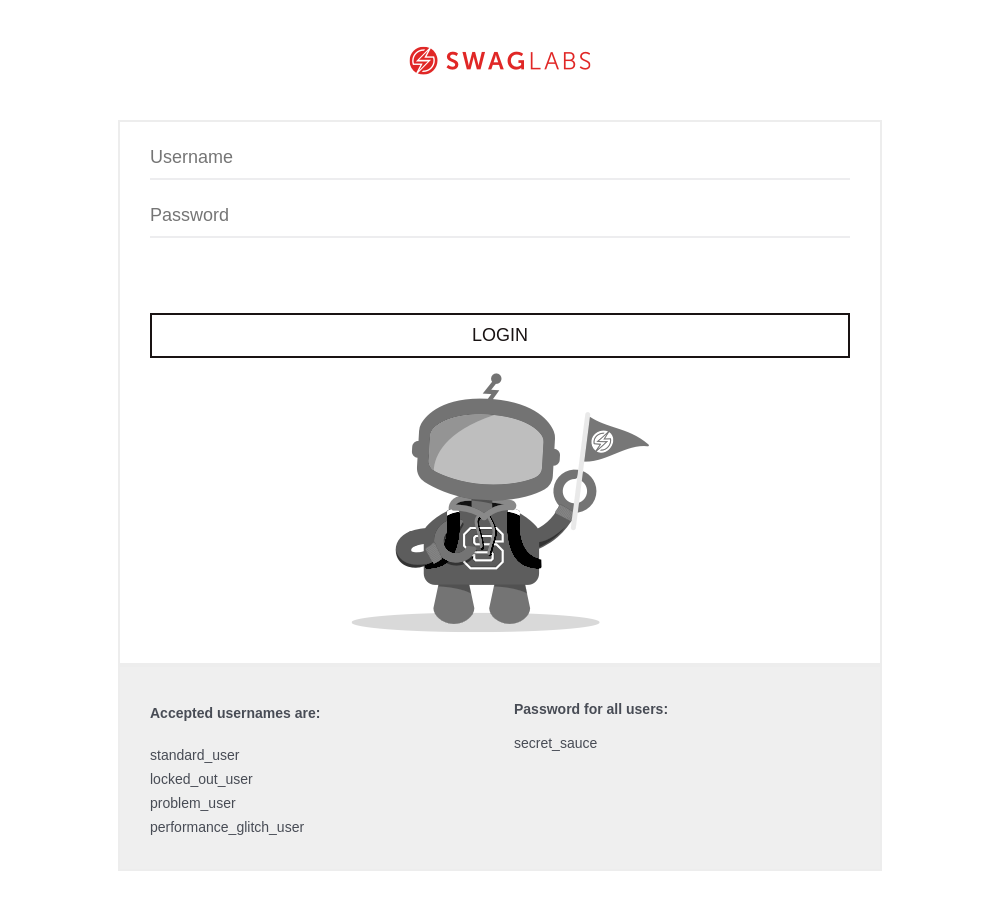 SWAGLABS
Username
Password
LOGIN
Accepted usernames are:
standard_user
locked_out_user
problem_user
performance_glitch_user
Password for all users:
secret_sauce